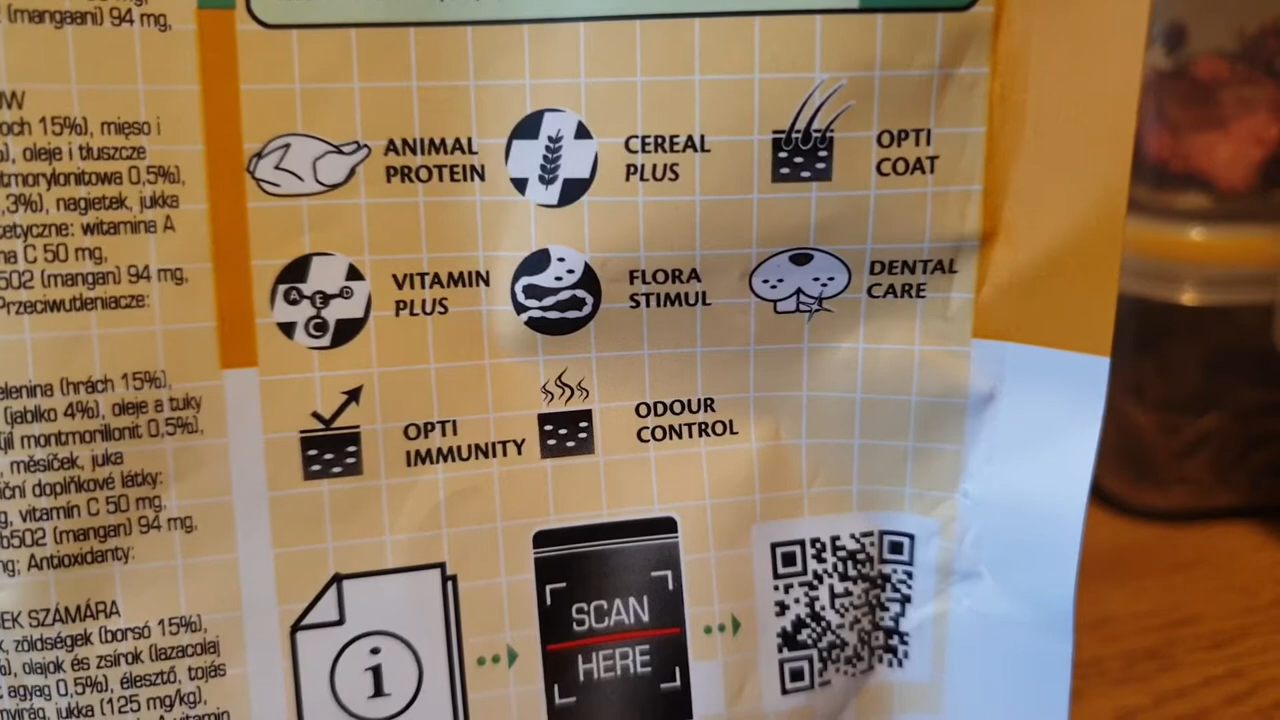 (mangaani) 94 mg,
och 15%), mięso i
oleje i tłuszcze
tmorylonitowa 0,5%),
,3%), nagietek, jukka
tetyczne: witamina A
na C 50 mg,
502 (mangan) 94 mg,
Przeciwutleniacze:
elenina (hrách 15%),
(jablko 4%), oleje a tuky
(jíl montmorillonit 0,5%),
, měsíček, juka
iční doplňkové látky:
g, vitamín C 50 mg,
b502 (mangan) 94 mg,
ng; Antioxidanty:
EK SZÁMÁRA
k, zöldségek (borsó 15%),
olajok és zsírok (lazacolaj
agyag 0,5%), élesztő, tojás
jukka (125 mg/kg),
ANIMAL
PROTEIN
CEREAL
PLUS
OPTI
COAT
A E D
C
VITAMIN
PLUS
FLORA
STIMUL
DENTAL
CARE
OPTI
IMMUNITY
ODOUR
CONTROL
i
SCAN
HERE